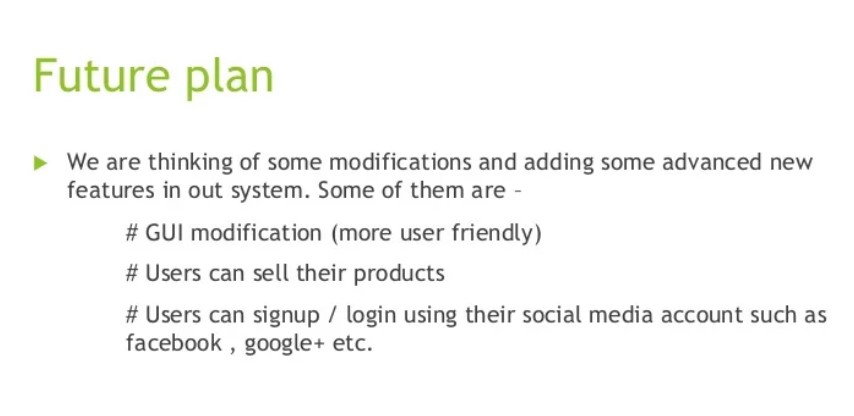 Future plan
We are thinking of some modifications and adding some advanced new
features in out system. Some of them are –
# GUI modification (more user friendly)
# Users can sell their products
# Users can signup / login using their social media account such as
facebook , google+ etc.